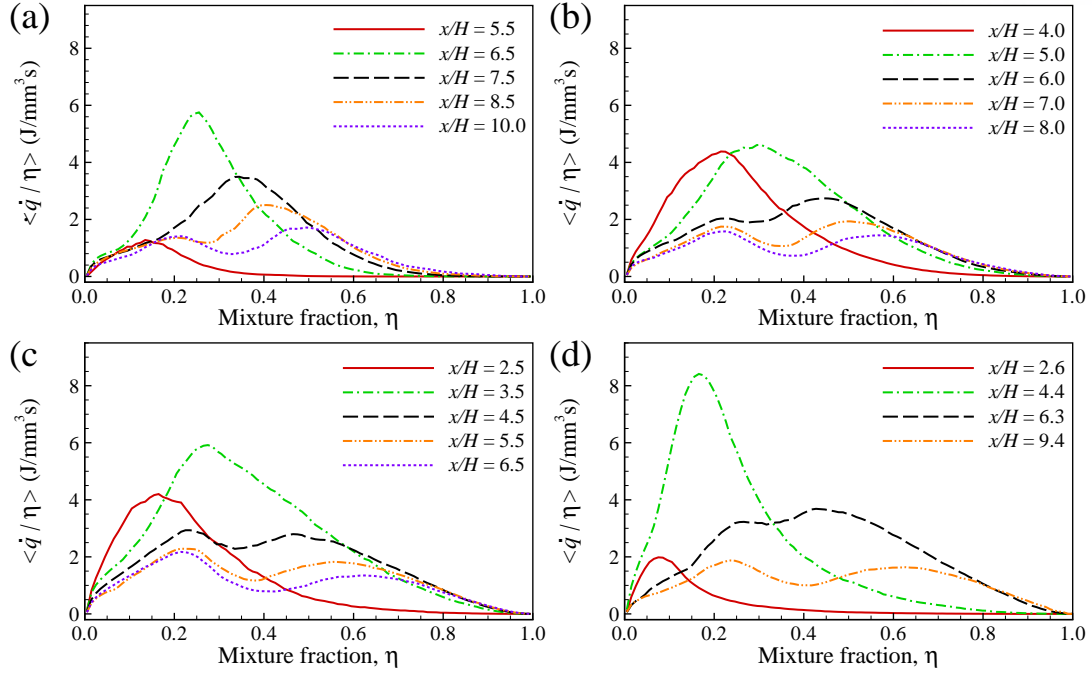 (a)
<q̇ / η> (J/mm³s)
8
6
4
2
0
x/H = 5.5
x/H = 6.5
x/H = 7.5
x/H = 8.5
x/H = 10.0
0.0 0.2 0.4 0.6 0.8 1.0
Mixture fraction, η
(b)
<q̇ / η> (J/mm³s)
8
6
4
2
0
x/H = 4.0
x/H = 5.0
x/H = 6.0
x/H = 7.0
x/H = 8.0
0.0 0.2 0.4 0.6 0.8 1.0
Mixture fraction, η
(c)
<q̇ / η> (J/mm³s)
8
6
4
2
0
x/H = 2.5
x/H = 3.5
x/H = 4.5
x/H = 5.5
x/H = 6.5
0.0 0.2 0.4 0.6 0.8 1.0
Mixture fraction, η
(d)
<q̇ / η> (J/mm³s)
8
6
4
2
0
x/H = 2.6
x/H = 4.4
x/H = 6.3
x/H = 9.4
0.0 0.2 0.4 0.6 0.8 1.0
Mixture fraction, η